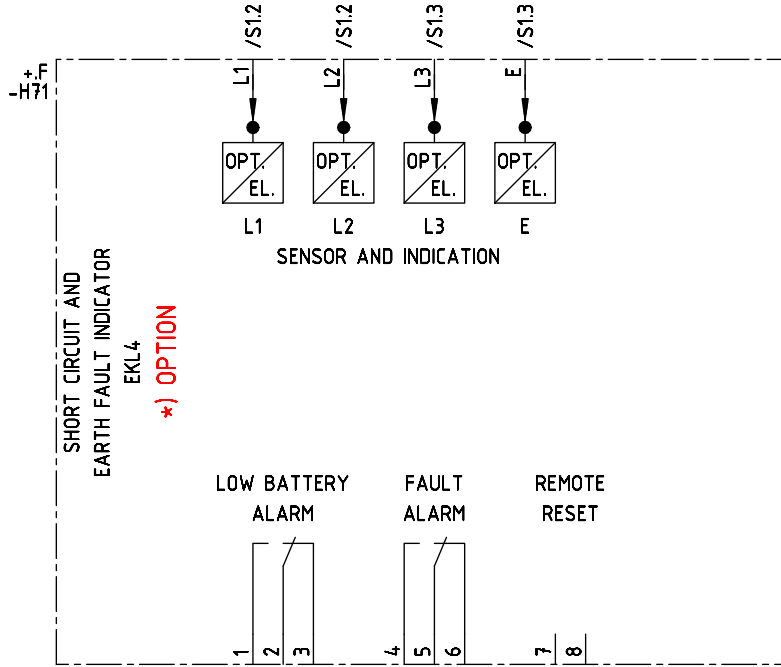 /S1.2 /S1.2 /S1.3 /S1.3
+.F
-H71
L1 L2 L3 E
OPT. OPT. OPT. OPT.
EL. EL. EL. EL.
L1 L2 L3 E
SENSOR AND INDICATION
SHORT CIRCUIT AND
EARTH FAULT INDICATOR
EKL4
*) OPTION
LOW BATTERY
ALARM
FAULT
ALARM
REMOTE
RESET
1 2 3 4 5 6 7 8